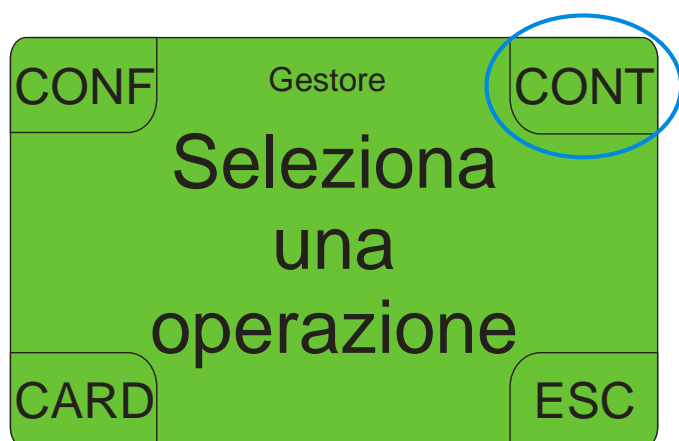 CONF
Gestore
CONT
Seleziona
una
operazione
CARD
ESC